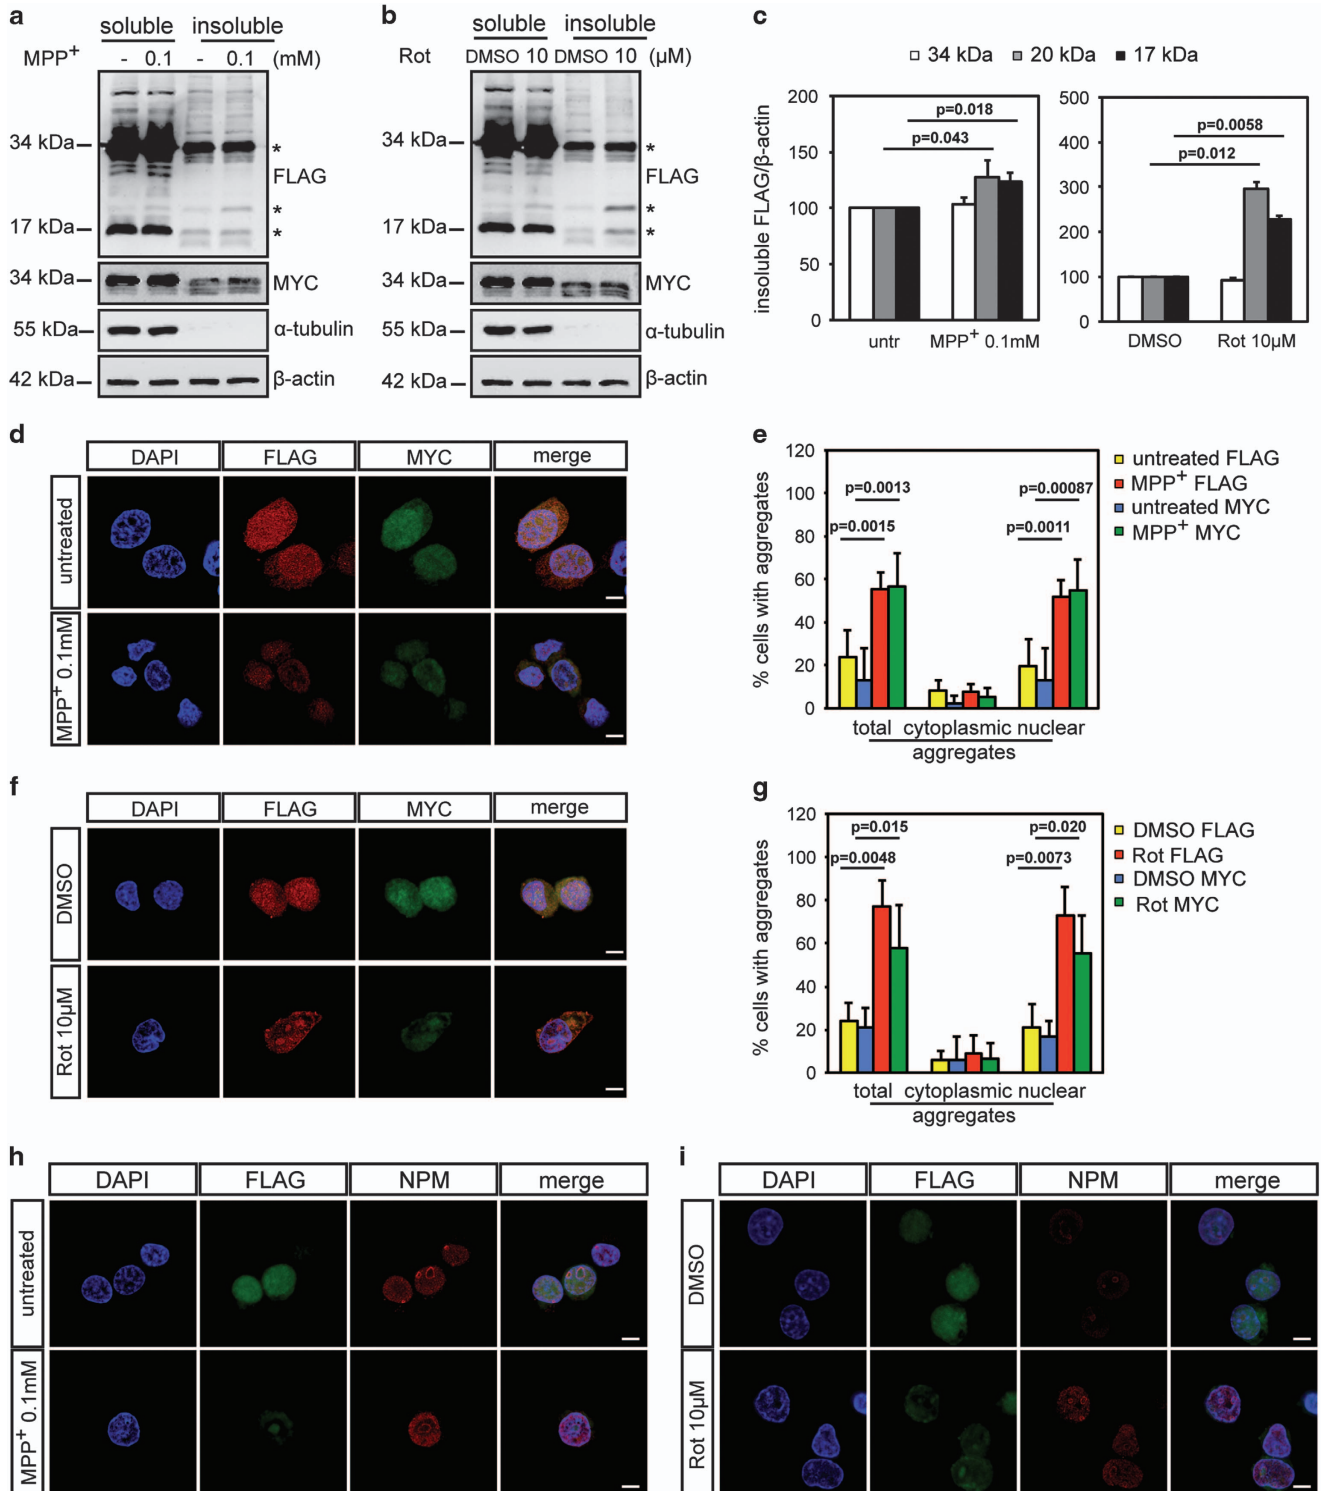 a
soluble insoluble
MPP+ - 0.1 - 0.1 (mM)
34 kDa *
FLAG
*
17 kDa *
34 kDa MYC
55 kDa α-tubulin
42 kDa β-actin
b
soluble insoluble
Rot DMSO 10 DMSO 10 (µM)
34 kDa *
FLAG
*
17 kDa *
34 kDa MYC
55 kDa α-tubulin
42 kDa β-actin
c
34 kDa 20 kDa 17 kDa
insoluble FLAG/β-actin
200
150
100
50
0
p=0.018
p=0.043
untr MPP+ 0.1mM
500
400
300
200
100
0
p=0.0058
p=0.012
DMSO Rot 10µM
d
DAPI FLAG MYC merge
untreated
MPP+ 0.1mM
e
% cells with aggregates
120
100
80
60
40
20
0
p=0.0013
p=0.0015
p=0.00087
p=0.0011
total cytoplasmic nuclear
aggregates
untreated FLAG
MPP+ FLAG
untreated MYC
MPP+ MYC
f
DAPI FLAG MYC merge
DMSO
Rot 10µM
g
% cells with aggregates
120
100
80
60
40
20
0
p=0.015
p=0.0048
p=0.020
p=0.0073
total cytoplasmic nuclear
aggregates
DMSO FLAG
Rot FLAG
DMSO MYC
Rot MYC
h
DAPI FLAG NPM merge
untreated
MPP+ 0.1mM
i
DAPI FLAG NPM merge
DMSO
Rot 10µM